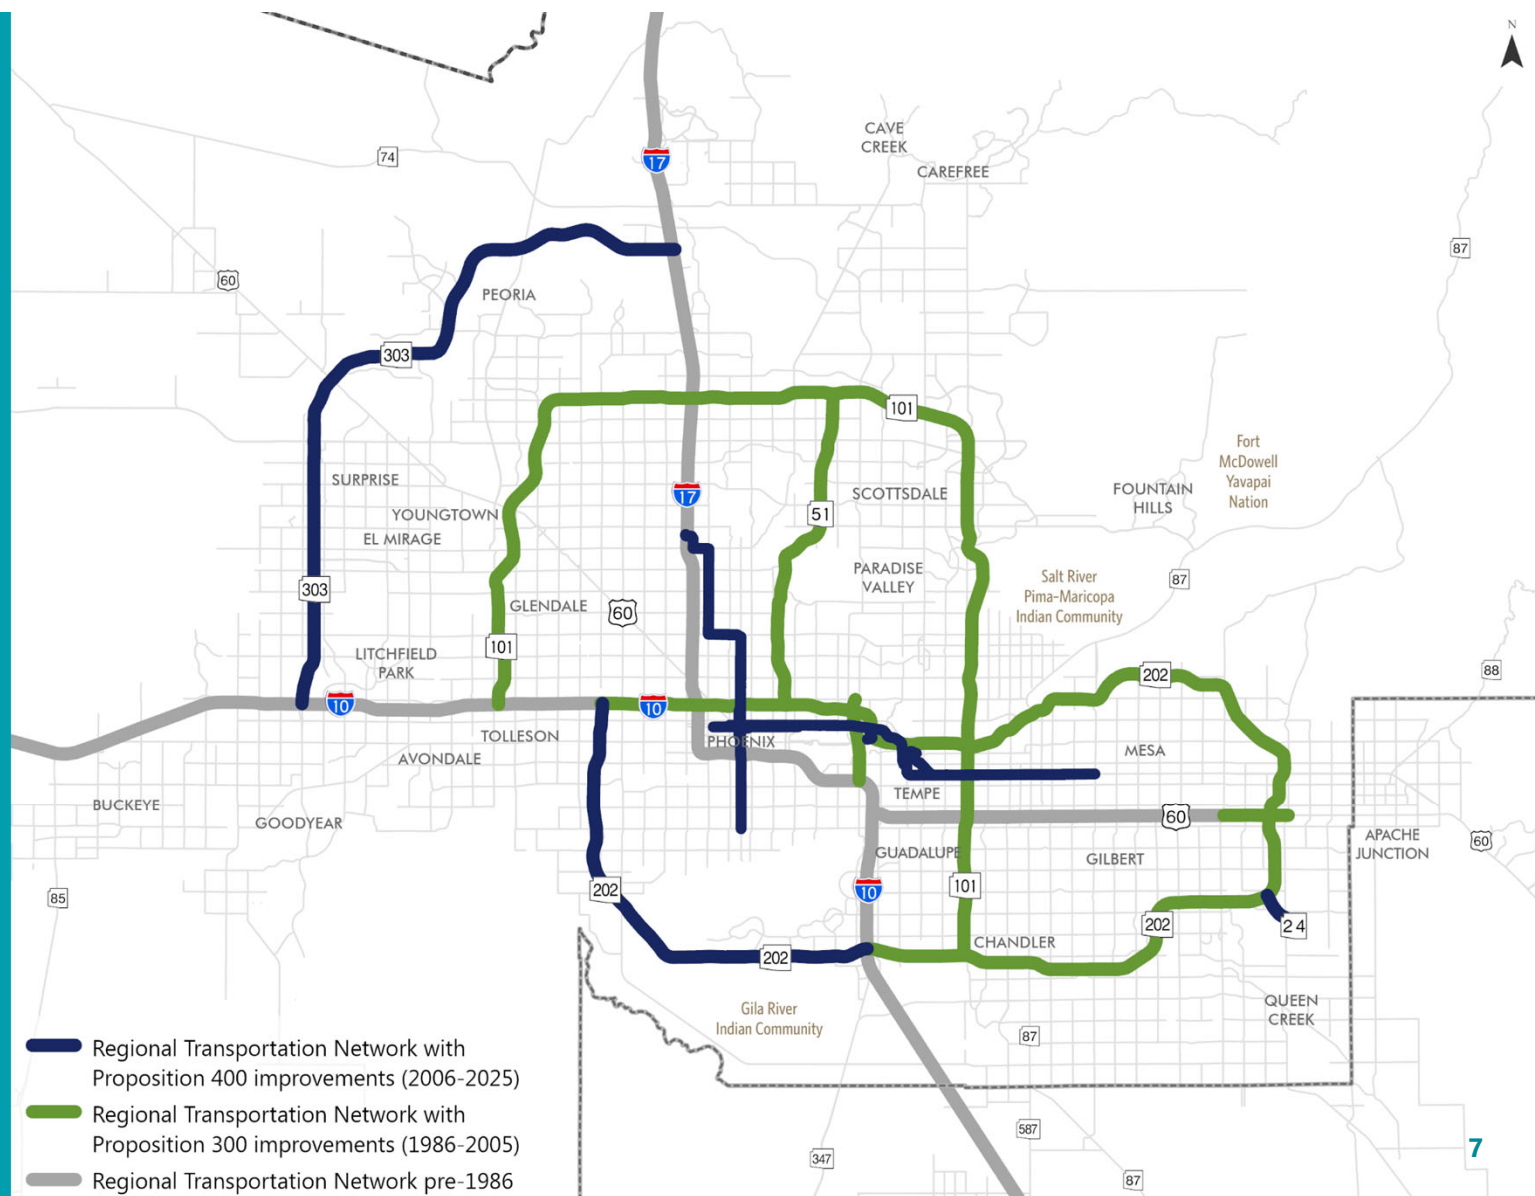 N
CAVE
CREEK
CAREFREE
74
17
87
60
PEORIA
303
101
Fort
McDowell
Yavapai
Nation
SURPRISE
17
SCOTTSDALE
FOUNTAIN
HILLS
YOUNGTOWN
51
EL MIRAGE
PARADISE
VALLEY
Salt River
Pima-Maricopa
Indian Community
87
303
GLENDALE
60
101
LITCHFIELD
PARK
202
88
10
10
TOLLESON
PHOENIX
MESA
AVONDALE
TEMPE
BUCKEYE
GOODYEAR
60
APACHE
JUNCTION
60
GUADALUPE
GILBERT
85
202
10
101
202
24
CHANDLER
202
Gila River
Indian Community
QUEEN
CREEK
87
Regional Transportation Network with
Proposition 400 improvements (2006-2025)
Regional Transportation Network with
Proposition 300 improvements (1986-2005)
Regional Transportation Network pre-1986
587
347
87
7